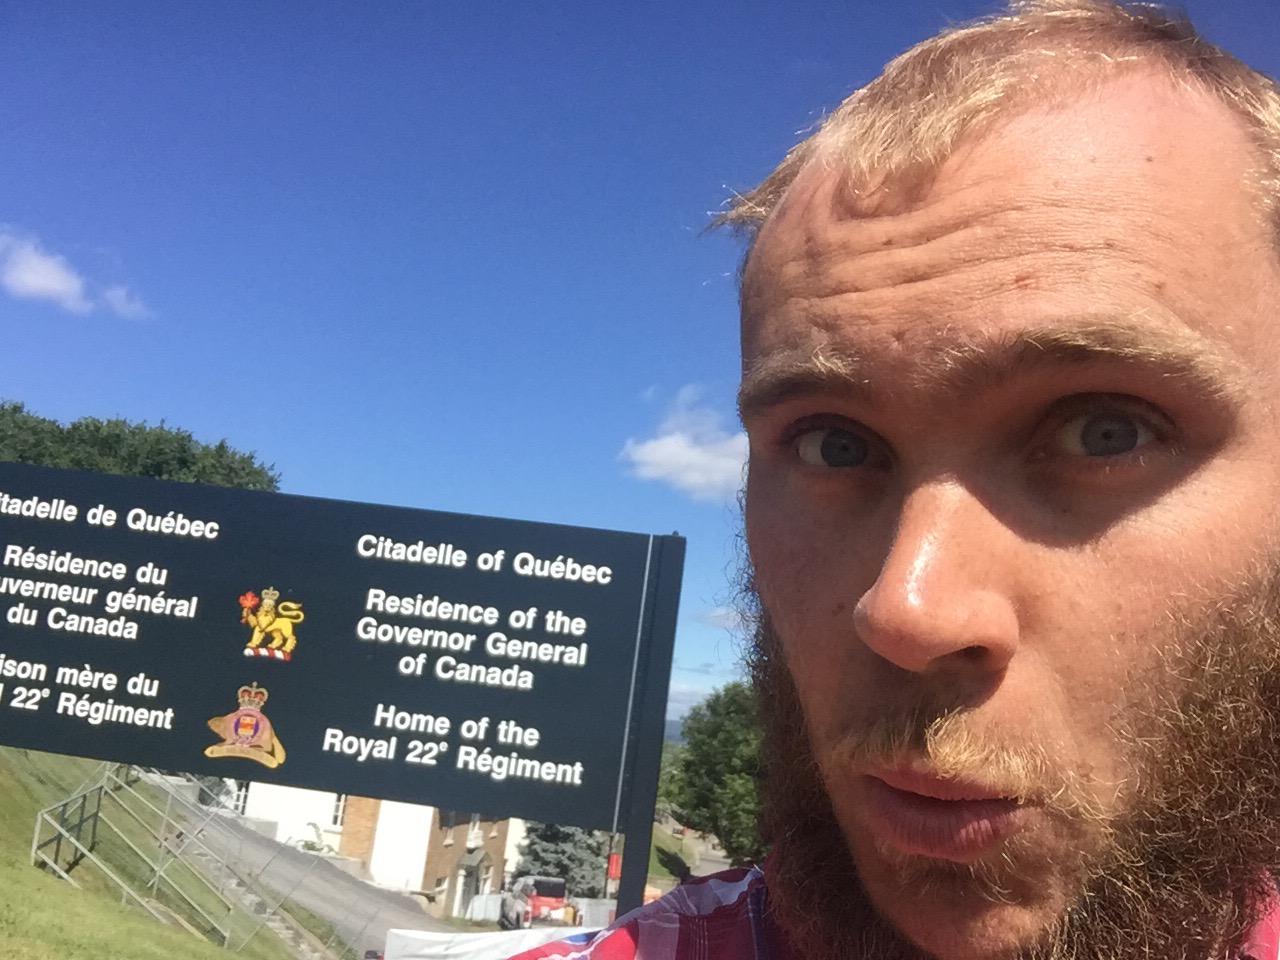 itadelle de Québec
Résidence du
uverneur général
du Canada
ison mère du
l 22e Régiment
Citadelle of Québec
Residence of the
Governor General
of Canada
Home of the
Royal 22e Régiment